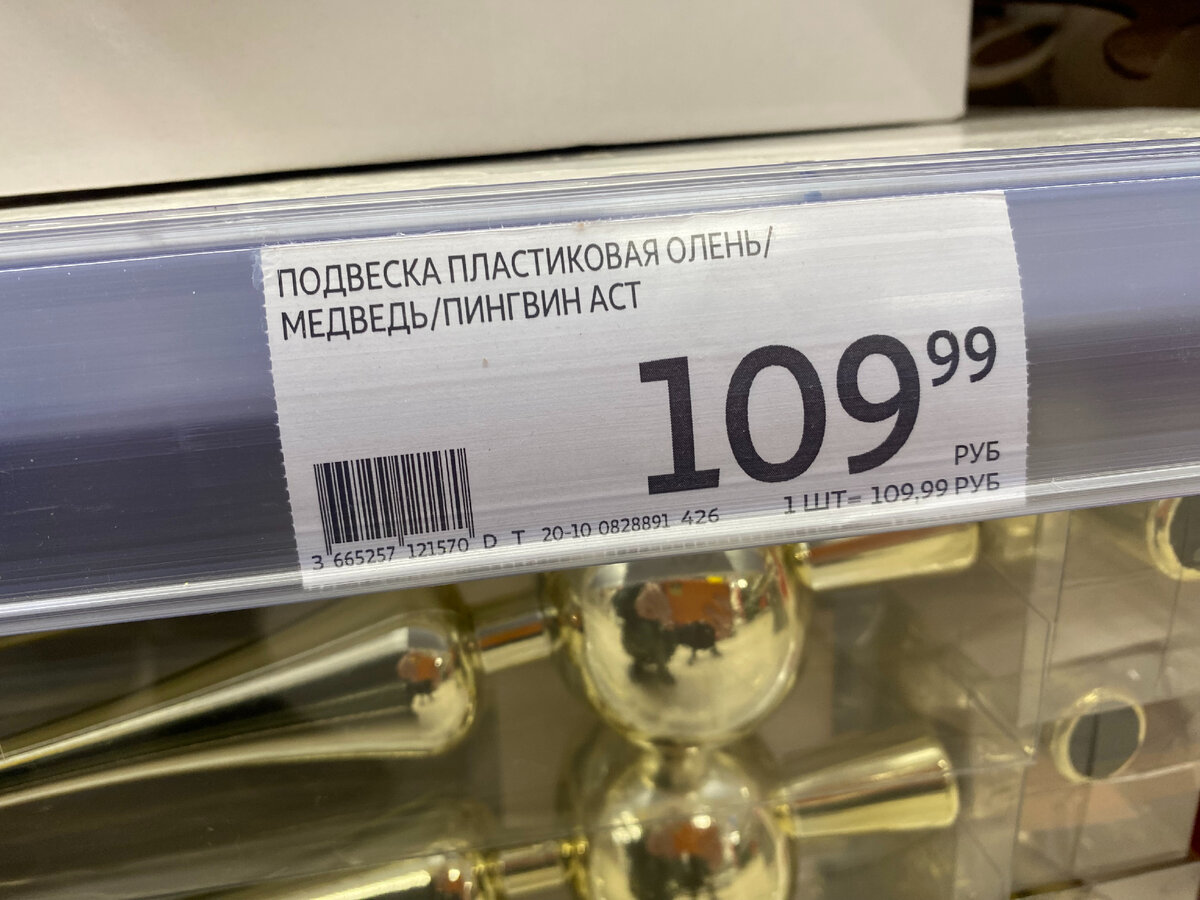 ПОДВЕСКА ПЛАСТИКОВАЯ ОЛЕНЬ/
МЕДВЕДЬ/ПИНГВИН АСТ
109 99
РУБ
1 ШТ= 109,99 РУБ
3 665257 121570 D T 20-10 0828891 426